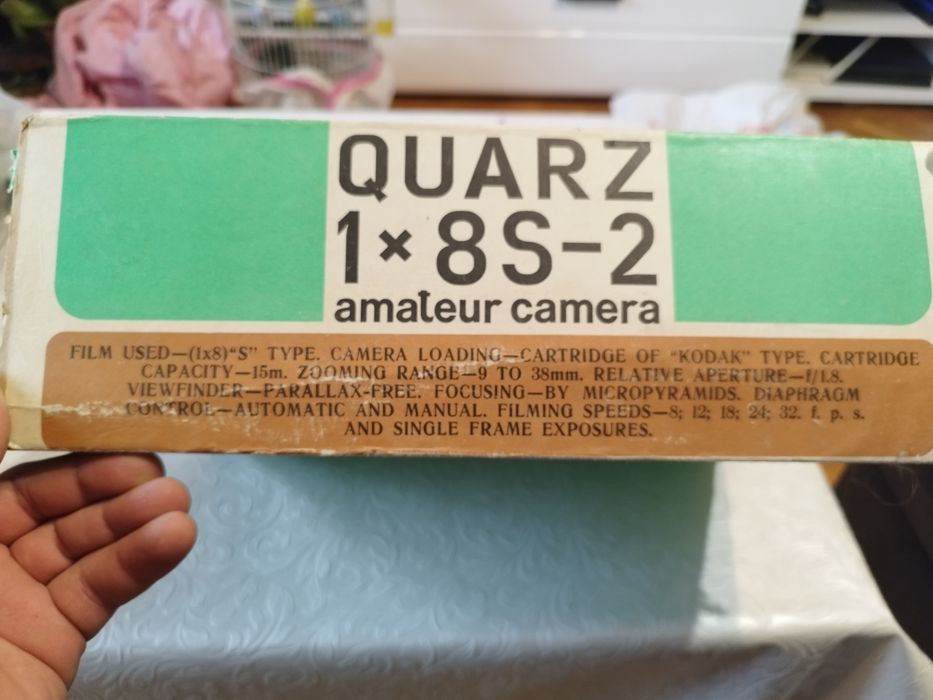 QUARZ
1×8S-2
amateur camera
FILM USED—(1x8)“S” TYPE. CAMERA LOADING—CARTRIDGE OF “KODAK” TYPE. CARTRIDGE
CAPACITY—15m. ZOOMING RANGE—9 TO 38mm. RELATIVE APERTURE—f/1.8.
VIEWFINDER—PARALLAX-FREE. FOCUSING—BY MICROPYRAMIDS. DIAPHRAGM
CONTROL—AUTOMATIC AND MANUAL. FILMING SPEEDS—8; 12; 18; 24; 32. f. p. s.
AND SINGLE FRAME EXPOSURES.